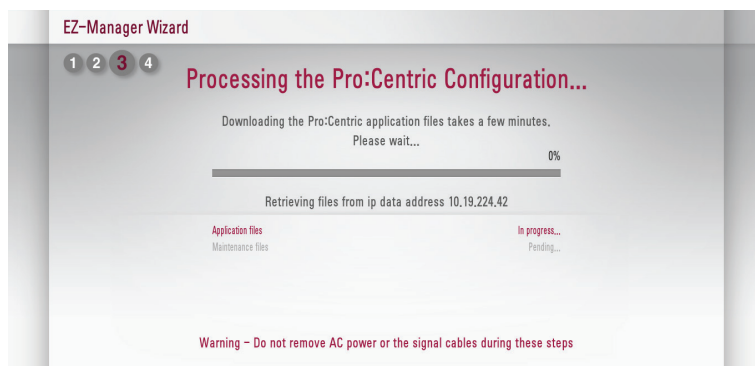 EZ-Manager Wizard
1 2 3 4
Processing the Pro:Centric Configuration...
Downloading the Pro:Centric application files takes a few minutes.
Please wait...
0%
Retrieving files from ip data address 10.19.224.42
Application files In progress...
Maintenance files Pending...
Warning - Do not remove AC power or the signal cables during these steps